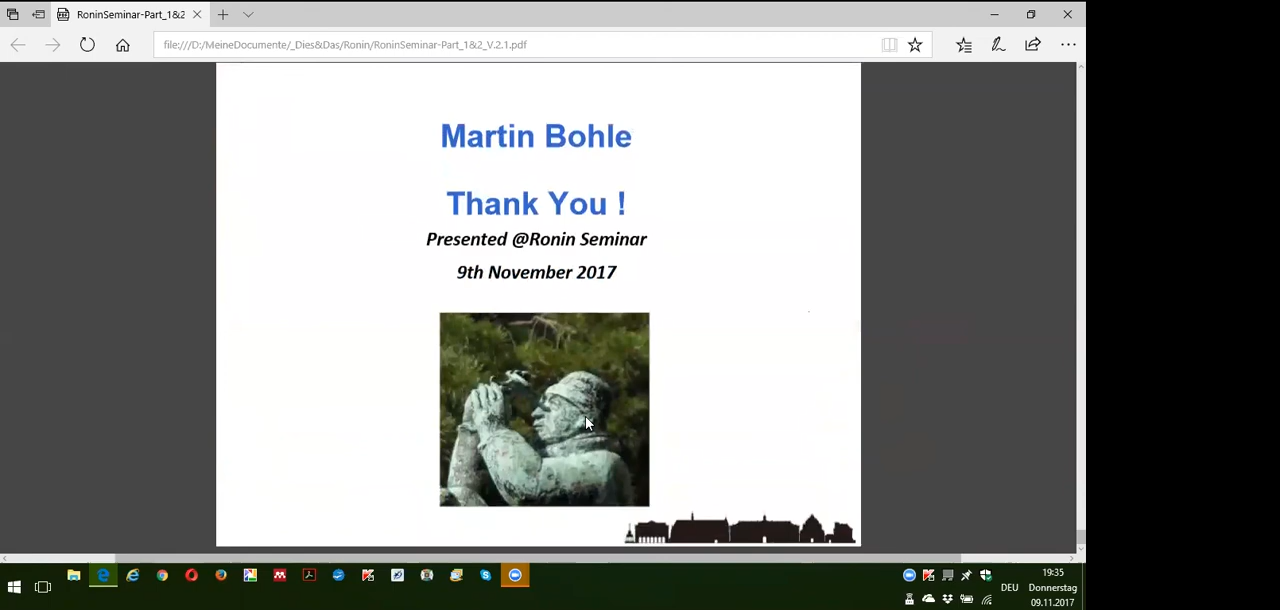 RoninSeminar-Part_1&2
file:///D:/MeineDocumente/_Dies&Das/Ronin/RoninSeminar-Part_1&2_V.2.1.pdf
Martin Bohle
Thank You !
Presented @Ronin Seminar
9th November 2017
19:35
DEU
Donnerstag
09.11.2017